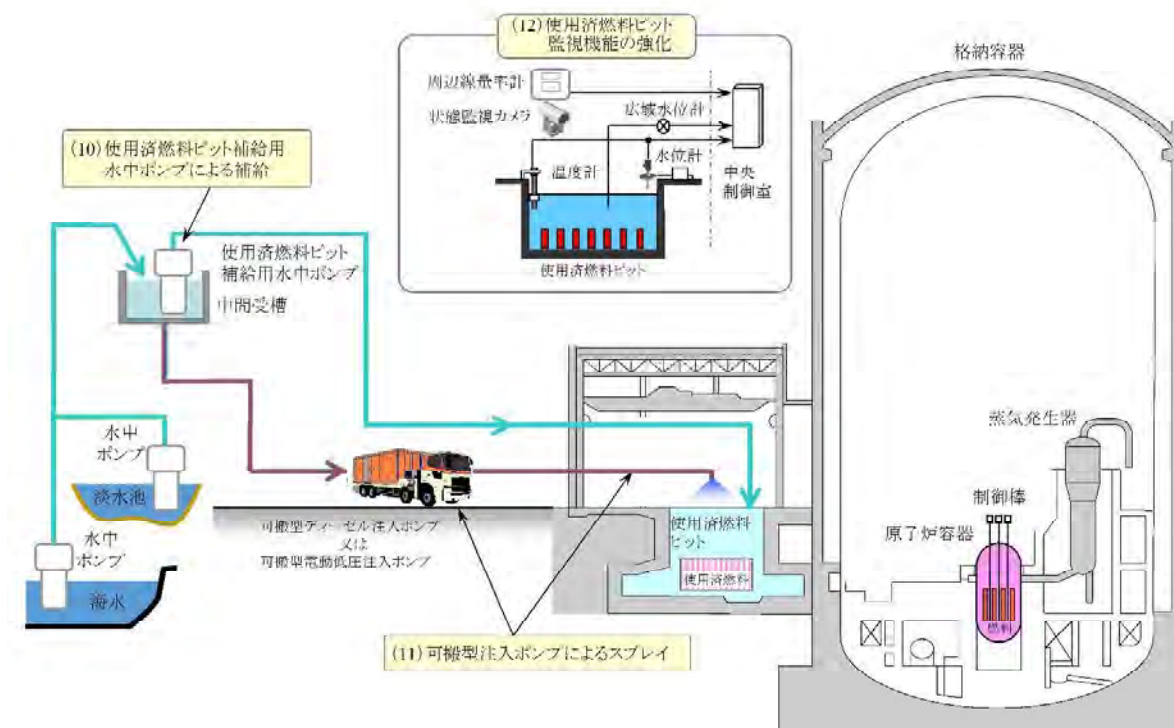 (12)使用済燃料ピット
監視機能の強化
周辺線量率計
状態監視カメラ
広域水位計
水位計
温度計
中央
制御室
使用済燃料ピット
格納容器
(10)使用済燃料ピット補給用
水中ポンプによる補給
使用済燃料ピット
補給用水中ポンプ
中間受槽
水中
ポンプ
淡水池
水中
ポンプ
海水
可搬型ディーゼル注入ポンプ
又は
可搬型電動低圧注入ポンプ
使用済燃料
ピット
使用済燃料
(11)可搬型注入ポンプによるスプレイ
蒸気発生器
制御棒
原子炉容器
燃料